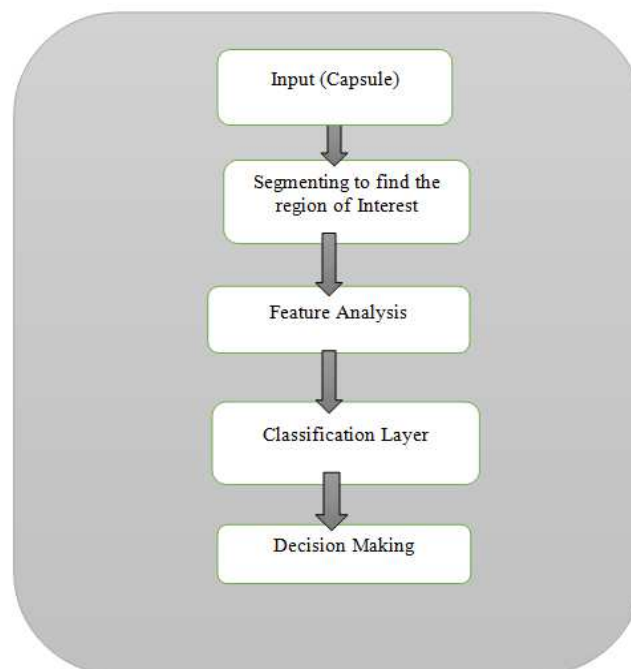 Input (Capsule)
Segmenting to find the
region of Interest
Feature Analysis
Classification Layer
Decision Making